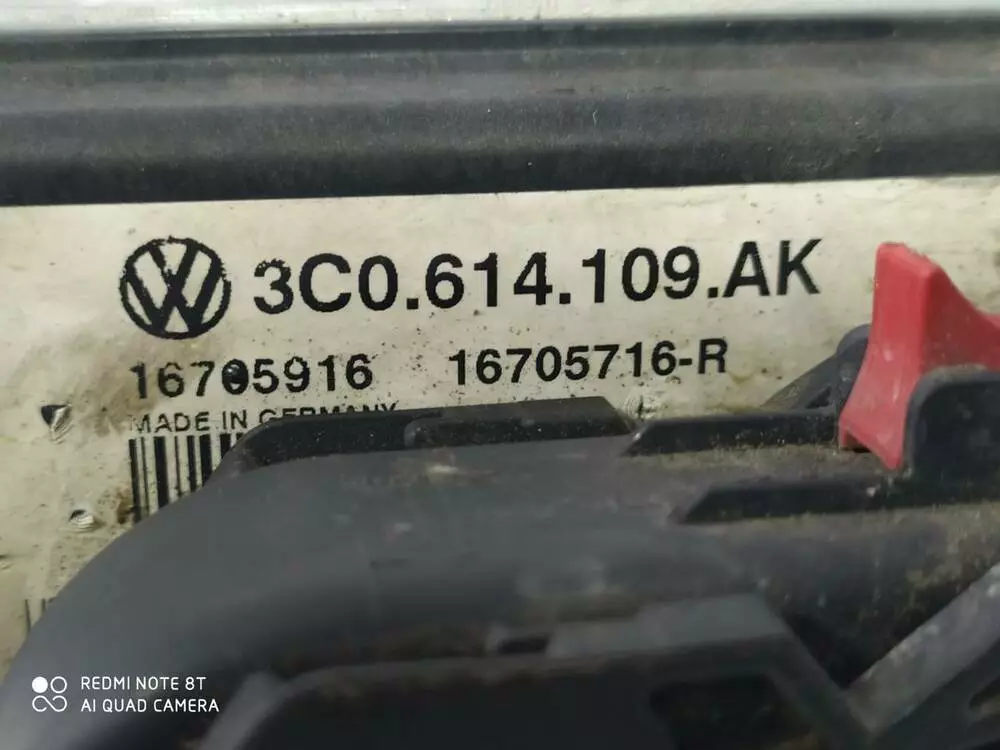 3C0.614.109.AK
16705916 16705716-R
MADE IN GERMANY
REDMI NOTE 8T
AI QUAD CAMERA